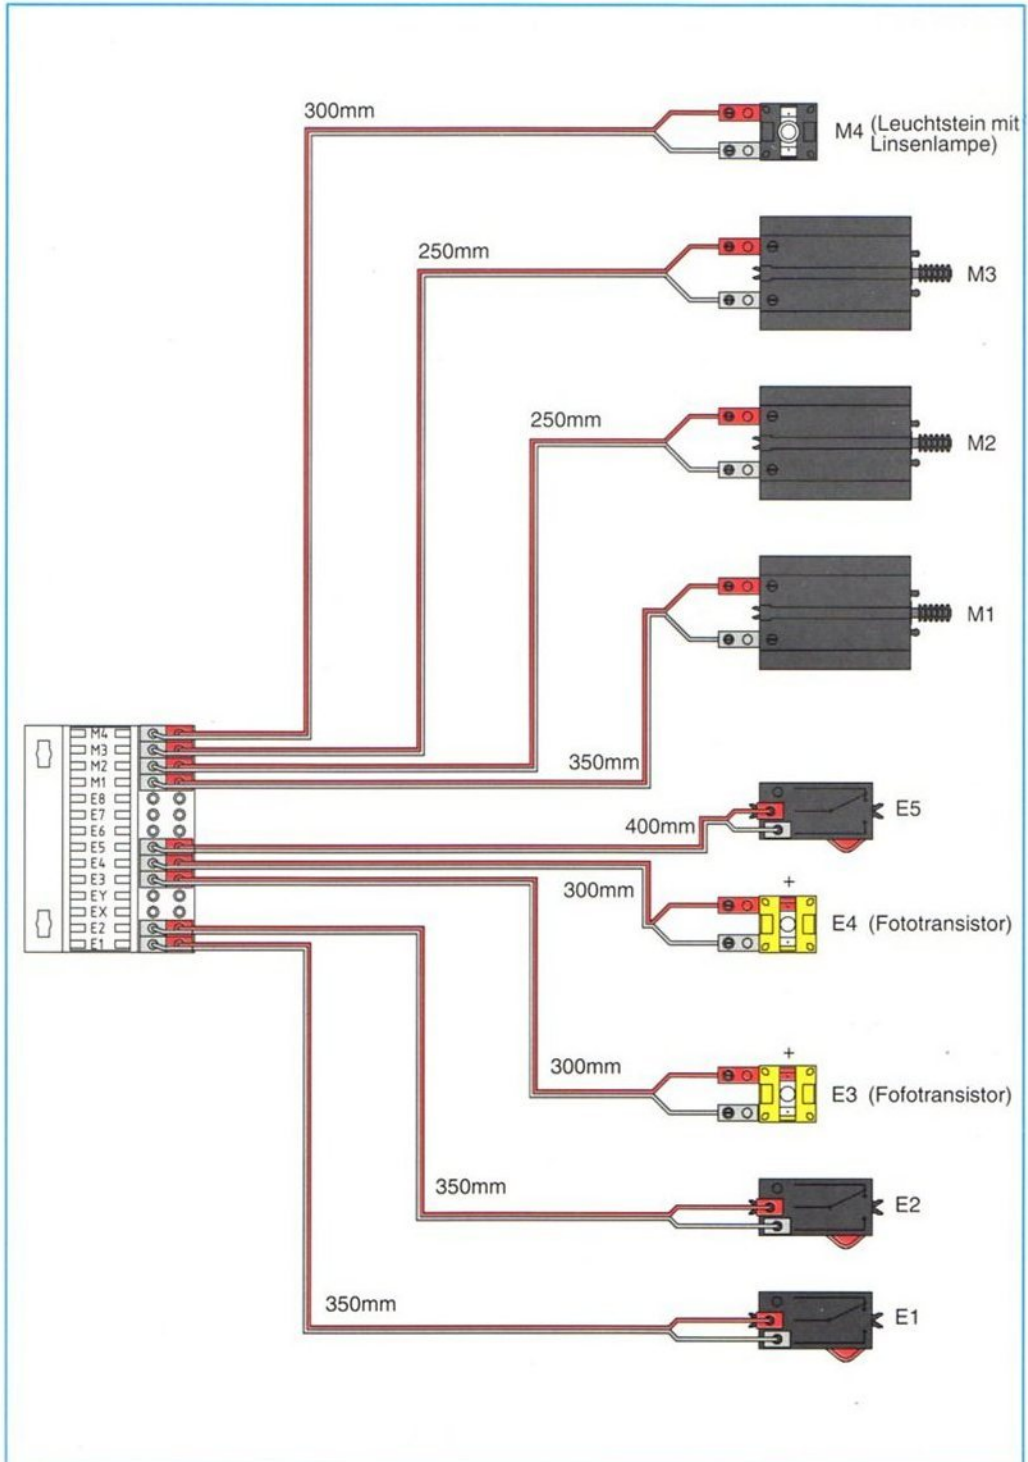 300mm
M4 (Leuchtstein mit
Linsenlampe)
250mm
M3
250mm
M2
M1
350mm
M4
M3
M2
M1
E8
E7
E6
E5
E4
E3
EY
EX
E2
E1
E5
400mm
+
300mm
E4 (Fototransistor)
+
300mm
E3 (Fofotransistor)
350mm
E2
350mm
E1